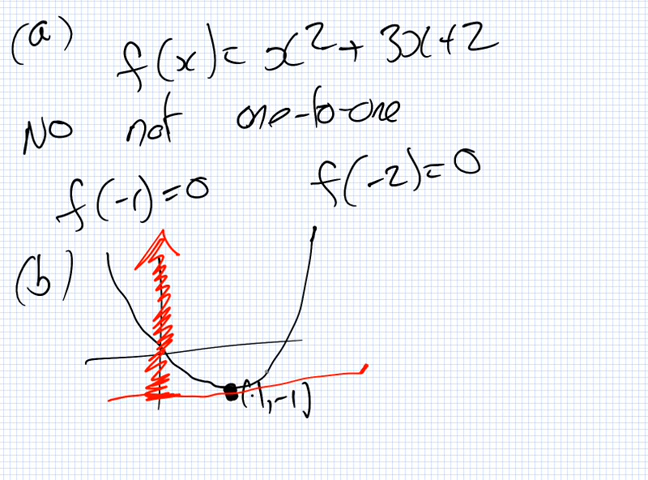 (a) f(x)= x²+3x+2
No not one-to-one
f(-1)=0 f(-2)=0
(b)
(1,-1)